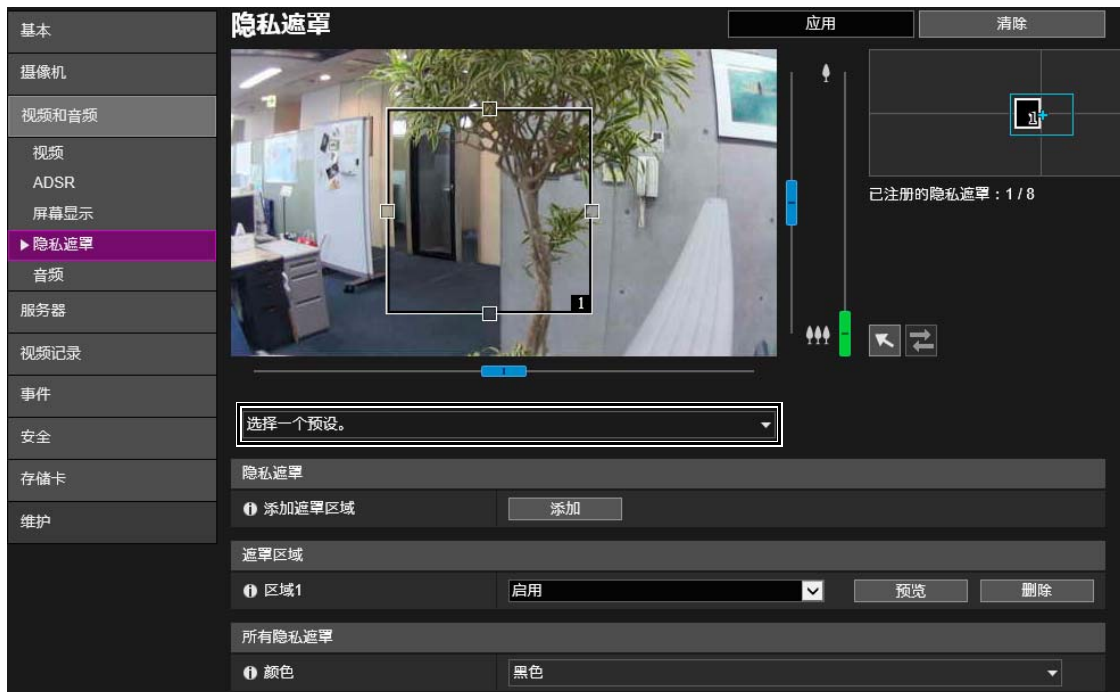 基本
摄像机
视频和音频
视频
ADSR
屏幕显示
▶隐私遮罩
音频
服务器
视频记录
事件
安全
存储卡
维护
隐私遮罩
应用
清除
1
1
已注册的隐私遮罩：1 / 8
选择一个预设。
隐私遮罩
添加遮罩区域
添加
遮罩区域
区域1
启用
预览
删除
所有隐私遮罩
颜色
黑色